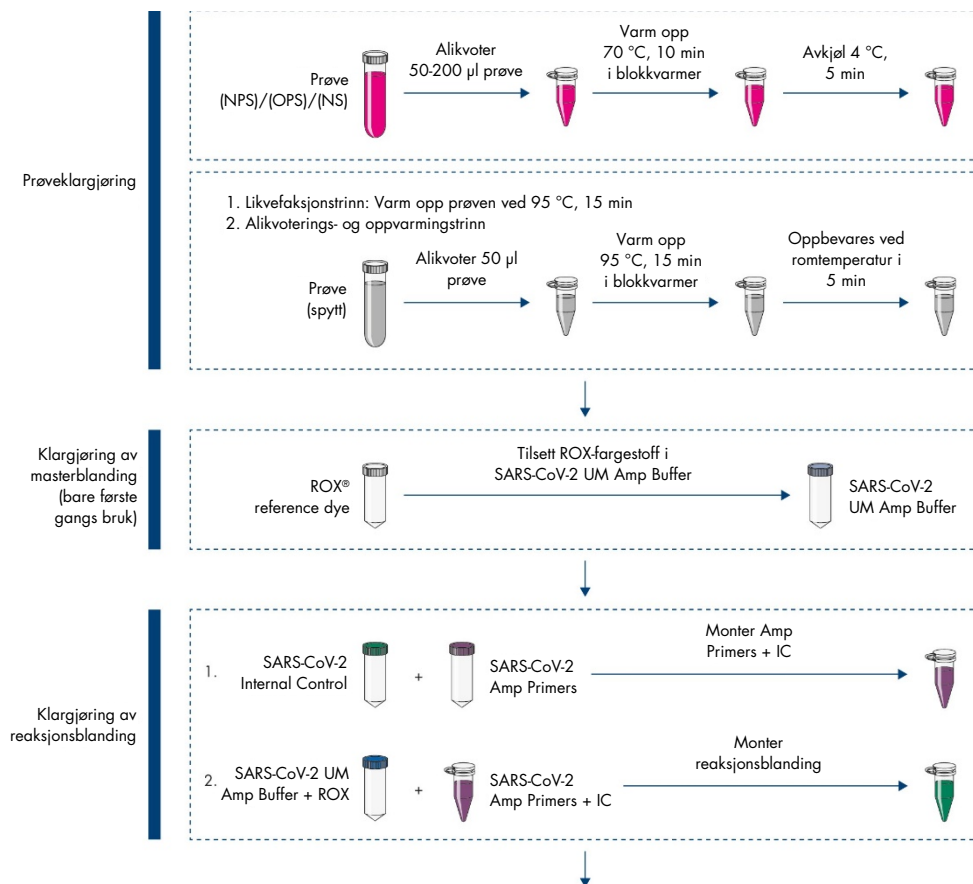 Prøveklargjøring
Prøve
(NPS)/(OPS)/(NS)
Alikvoter
50-200 µl prøve
Varm opp
70 °C, 10 min
i blokkvarmer
Avkjøl 4 °C,
5 min
1. Likvefaksjonstrinn: Varm opp prøven ved 95 °C, 15 min
2. Alikvoterings- og oppvarmingstrinn
Prøve
(spytt)
Alikvoter 50 µl
prøve
Varm opp
95 °C, 15 min
i blokkvarmer
Oppbevares ved
romtemperatur i
5 min
Klargjøring av
masterblanding
(bare første
gangs bruk)
ROX®
reference dye
Tilsett ROX-fargestoff i
SARS-CoV-2 UM Amp Buffer
SARS-CoV-2
UM Amp Buffer
Klargjøring av
reaksjonsblanding
1.
SARS-CoV-2
Internal Control
+
SARS-CoV-2
Amp Primers
Monter Amp
Primers + IC
2.
SARS-CoV-2 UM
Amp Buffer + ROX
+
SARS-CoV-2
Amp Primers + IC
Monter
reaksjonsblanding